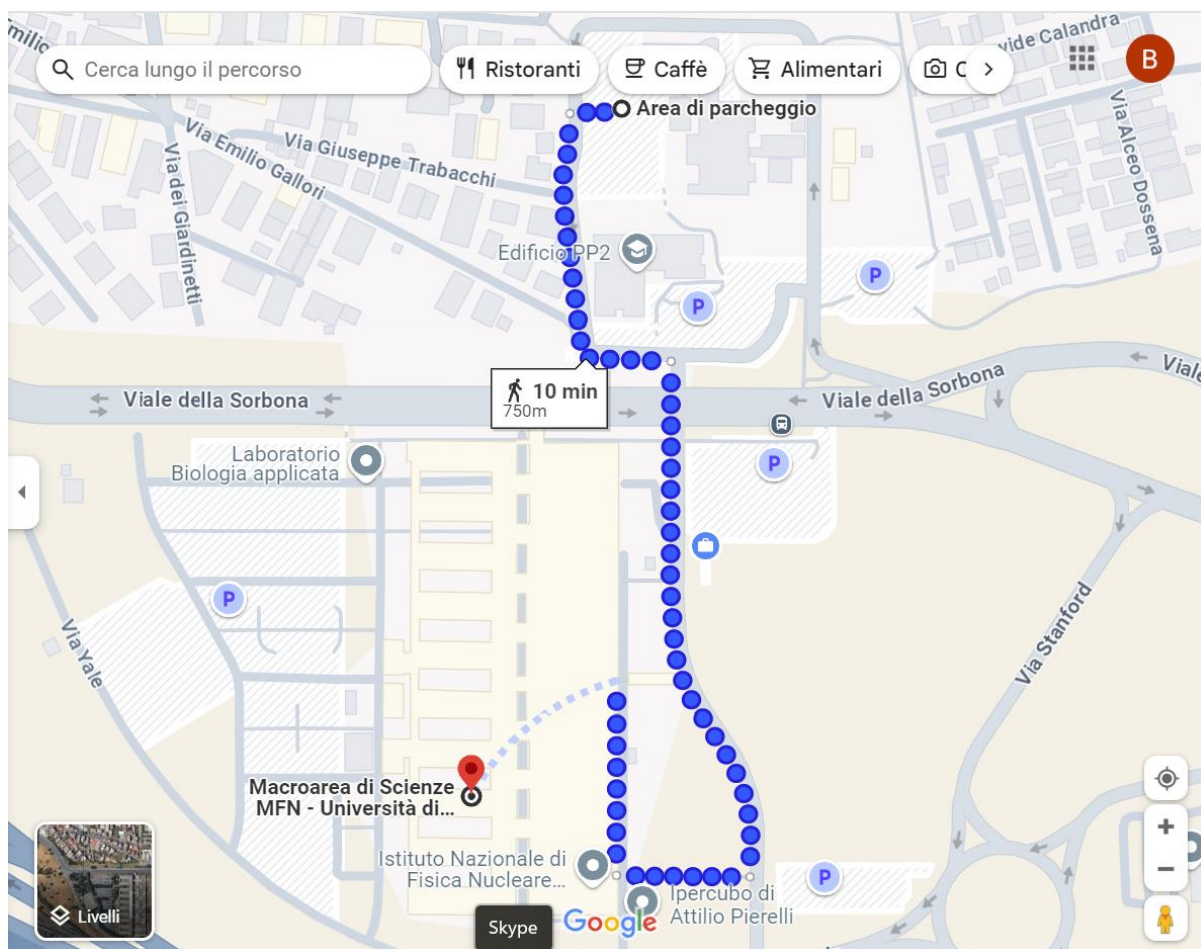 Cerca lungo il percorso
Ristoranti
Caffè
Alimentari
B
Area di parcheggio
Via Giuseppe Trabacchi
Via Emilio Gallori
Via dei Giardinetti
Via Alceo Dossena
vide Calandra
Edificio PP2
P
P
10 min
750m
Viale della Sorbona
Viale della Sorbona
Viale
Laboratorio
Biologia applicata
P
P
Via Yale
Via Stanford
Macroarea di Scienze
MFN - Università di...
Istituto Nazionale di
Fisica Nucleare...
P
Ipercubo di
Attilio Pierelli
Livelli
Skype
Google